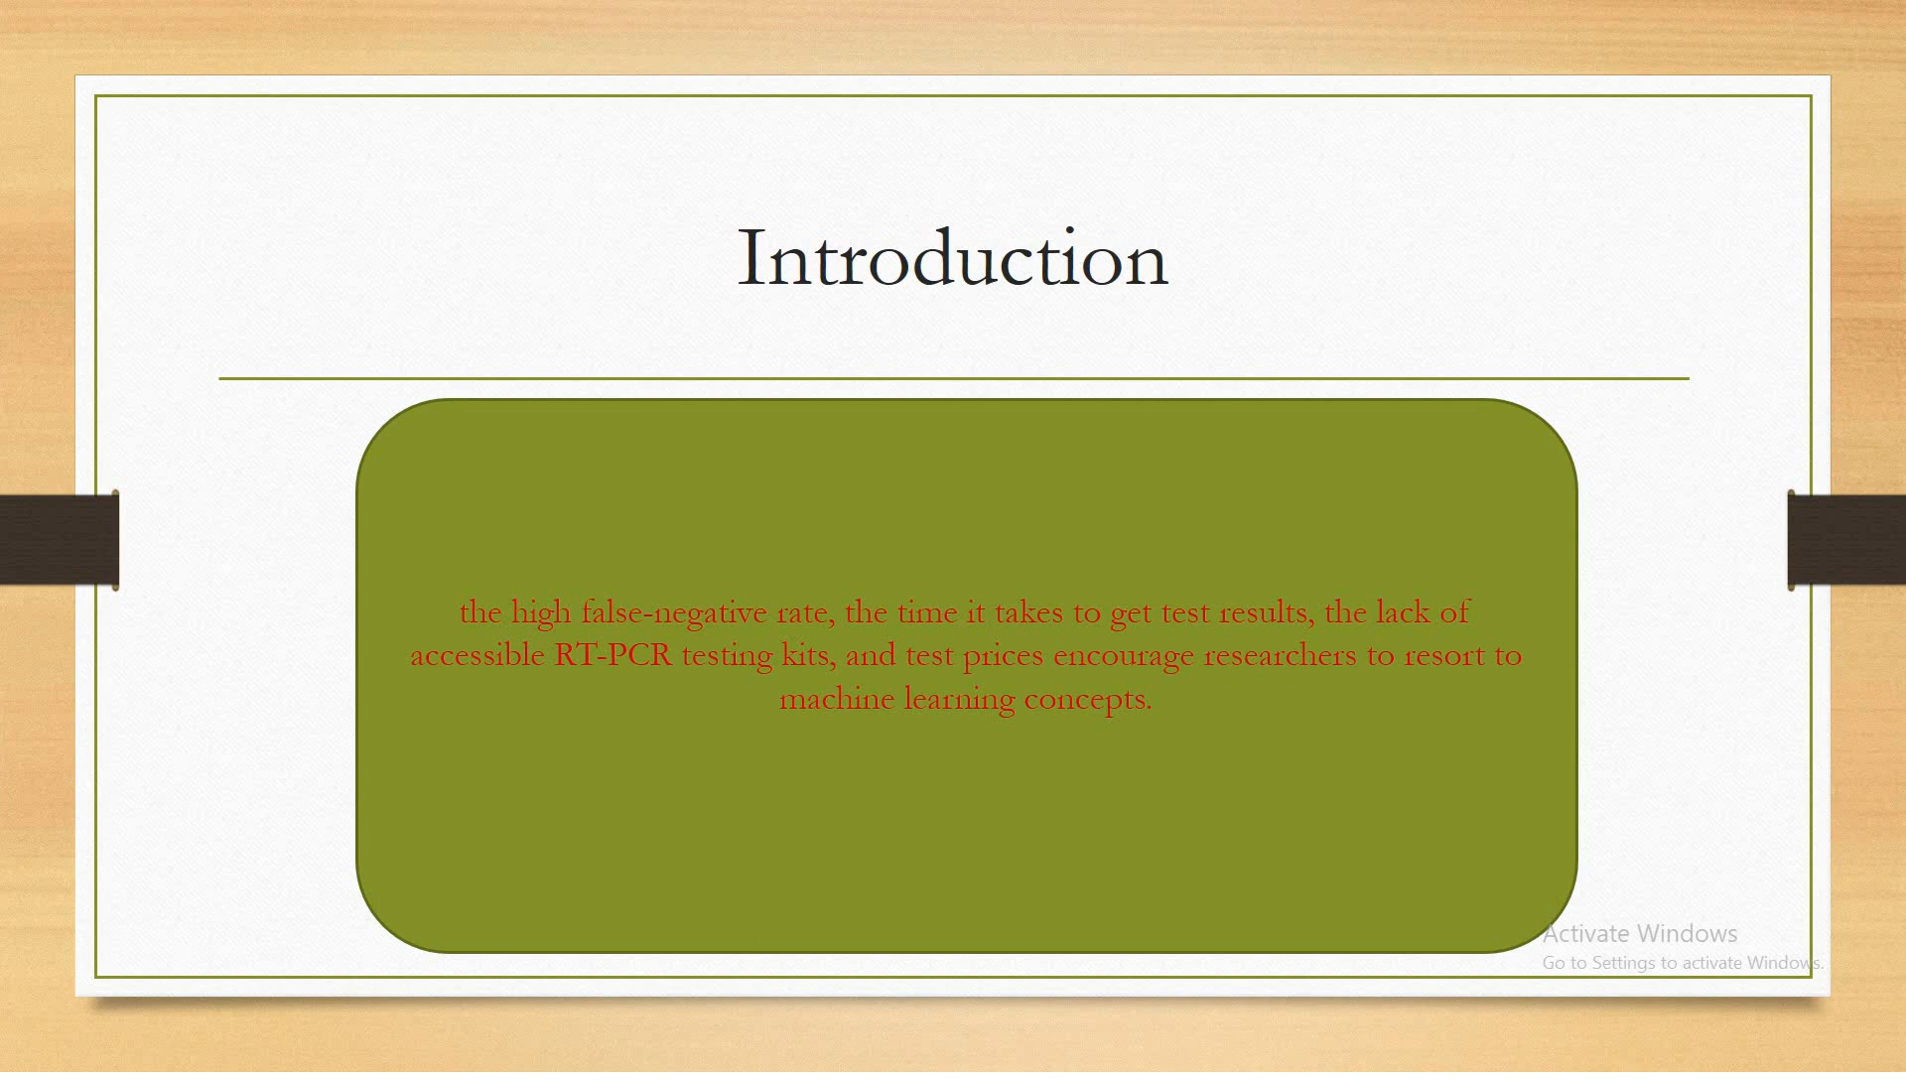 Introduction
the high false-negative rate, the time it takes to get test results, the lack of
accessible RT-PCR testing kits, and test prices encourage researchers to resort to
machine learning concepts.
Activate Windows
Go to Settings to activate Windows.